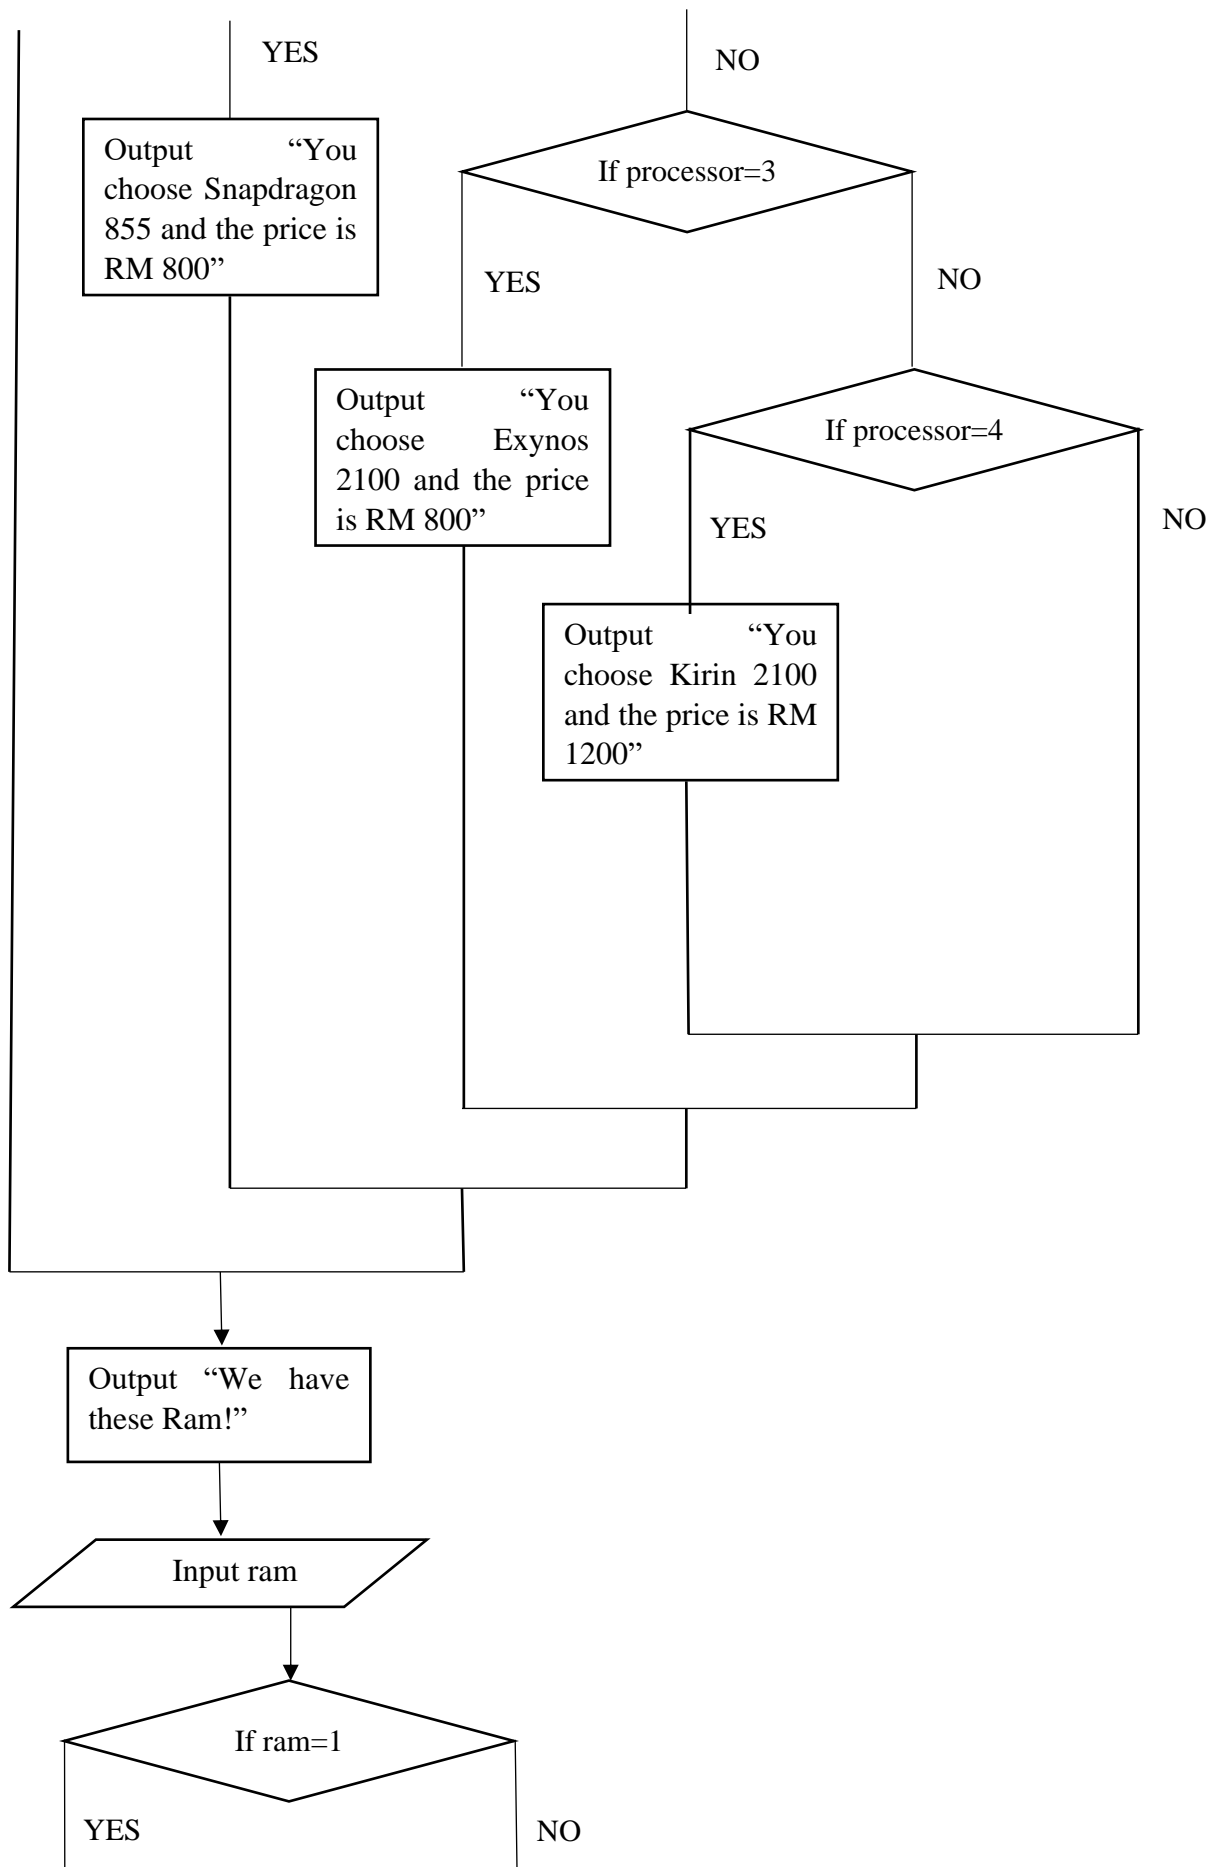 YES
NO
Output “You
choose Snapdragon
855 and the price is
RM 800”
If processor=3
YES
NO
Output “You
choose Exynos
2100 and the price
is RM 800”
If processor=4
YES
NO
Output “You
choose Kirin 2100
and the price is RM
1200”
Output “We have
these Ram!”
Input ram
If ram=1
YES
NO